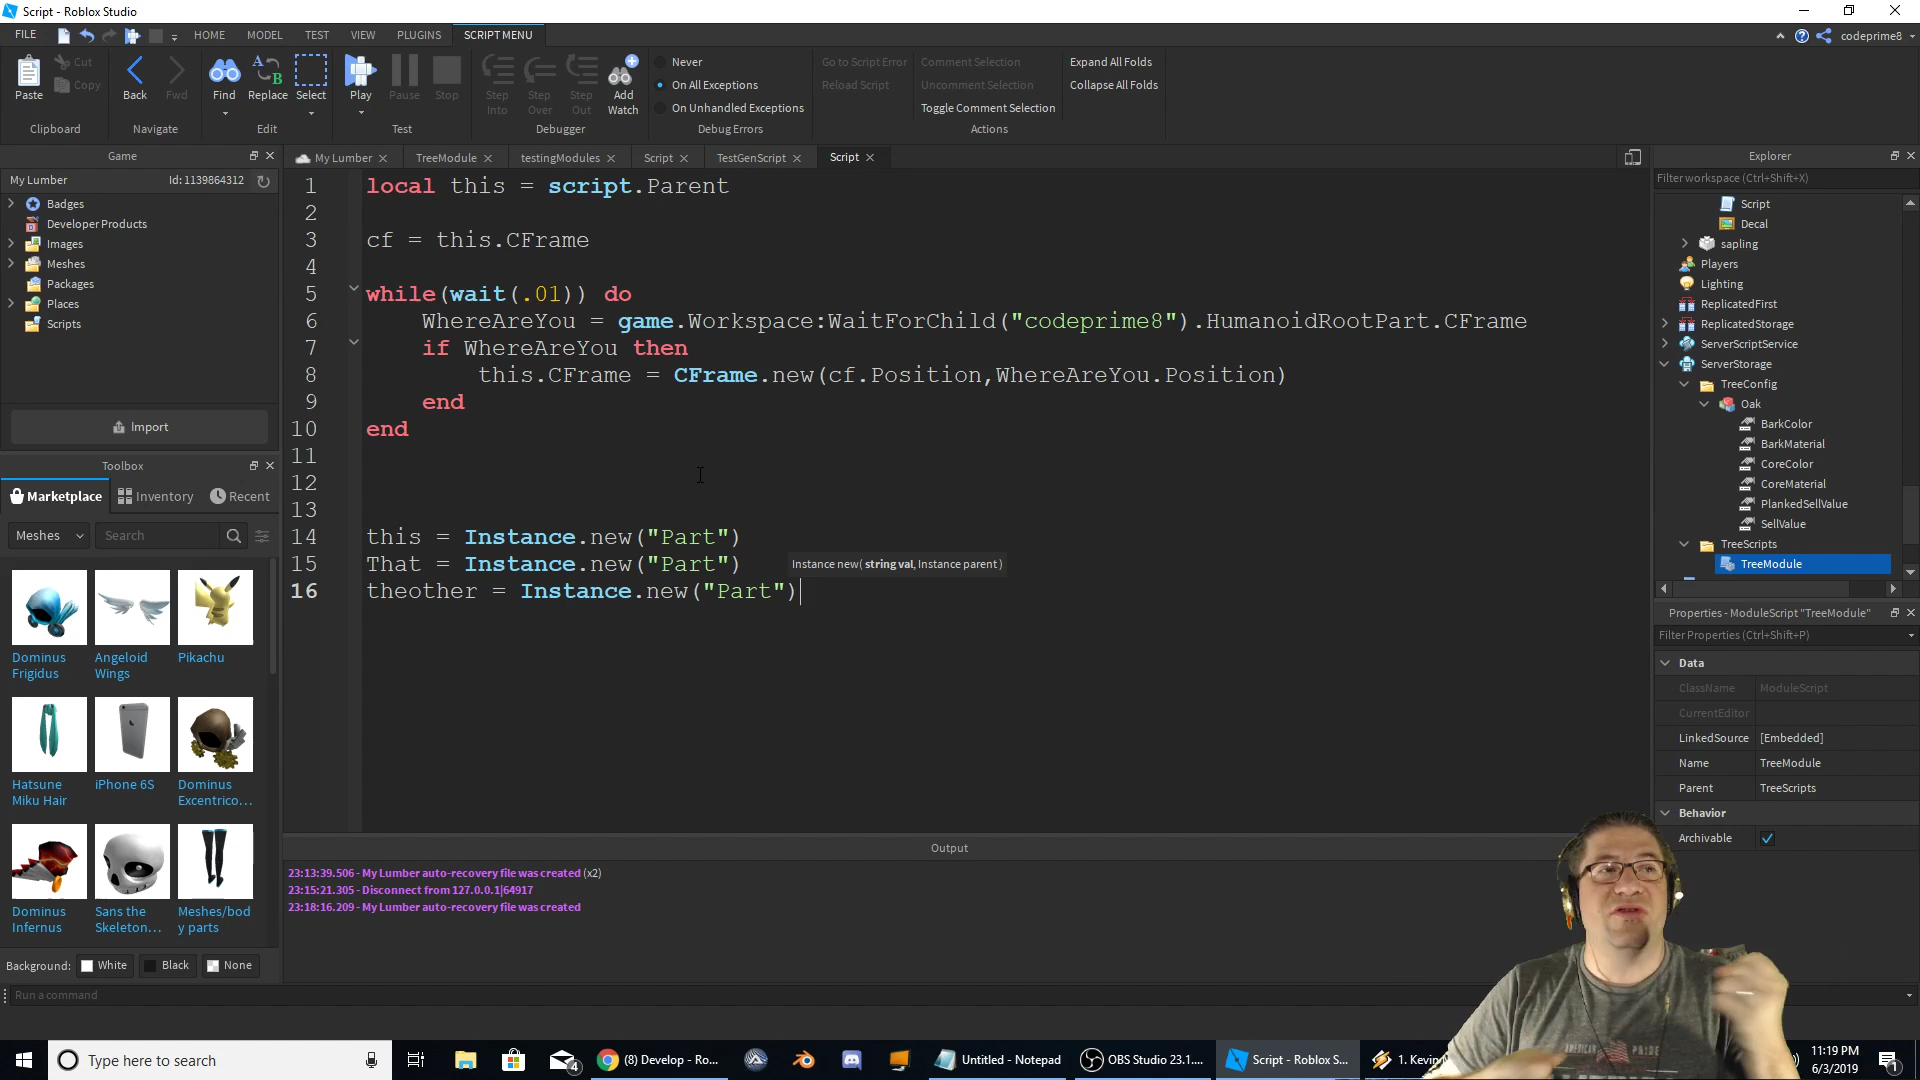 Script - Roblox Studio
FILE
HOME
MODEL
TEST
VIEW
PLUGINS
SCRIPT MENU
codeprime8
Paste
Cut
Copy
Clipboard
Back
Fwd
Navigate
Find
Replace
Select
Edit
Play
Pause
Stop
Test
Step Into
Step Over
Step Out
Add Watch
Debugger
Never
On All Exceptions
On Unhandled Exceptions
Debug Errors
Go to Script Error
Reload Script
Comment Selection
Uncomment Selection
Toggle Comment Selection
Expand All Folds
Collapse All Folds
Actions
Game
My Lumber
Id: 1139864312
Badges
Developer Products
Images
Meshes
Packages
Places
Scripts
Import
Toolbox
Marketplace
Inventory
Recent
Meshes
Search
Dominus Frigidus
Angeloid Wings
Pikachu
Hatsune Miku Hair
iPhone 6S
Dominus Excentrico...
Dominus Infernus
Sans the Skeleton...
Meshes/body parts
Background:
White
Black
None
My Lumber
TreeModule
testingModules
Script
TestGenScript
Script
1 local this = script.Parent
2
3 cf = this.CFrame
4
5 while(wait(.01)) do
6 WhereAreYou = game.Workspace:WaitForChild("codeprime8").HumanoidRootPart.CFrame
7 if WhereAreYou then
8 this.CFrame = CFrame.new(cf.Position,WhereAreYou.Position)
9 end
10 end
11
12
13
14 this = Instance.new("Part")
15 That = Instance.new("Part")
Instance new( string val, Instance parent )
16 theother = Instance.new("Part")
Output
23:13:39.506 - My Lumber auto-recovery file was created (x2)
23:15:21.305 - Disconnect from 127.0.0.1|64917
23:18:16.209 - My Lumber auto-recovery file was created
Run a command
Explorer
Filter workspace (Ctrl+Shift+X)
Script
Decal
sapling
Players
Lighting
ReplicatedFirst
ReplicatedStorage
ServerScriptService
ServerStorage
TreeConfig
Oak
BarkColor
BarkMaterial
CoreColor
CoreMaterial
PlankedSellValue
SellValue
TreeScripts
TreeModule
Properties - ModuleScript "TreeModule"
Filter Properties (Ctrl+Shift+P)
Data
ClassName ModuleScript
CurrentEditor
LinkedSource [Embedded]
Name TreeModule
Parent TreeScripts
Behavior
Archivable
AMERICAN PRIDE
Type here to search
4
(8) Develop - Ro...
Untitled - Notepad
OBS Studio 23.1....
Script - Roblox S...
1. Kevin
11:19 PM
6/3/2019
1